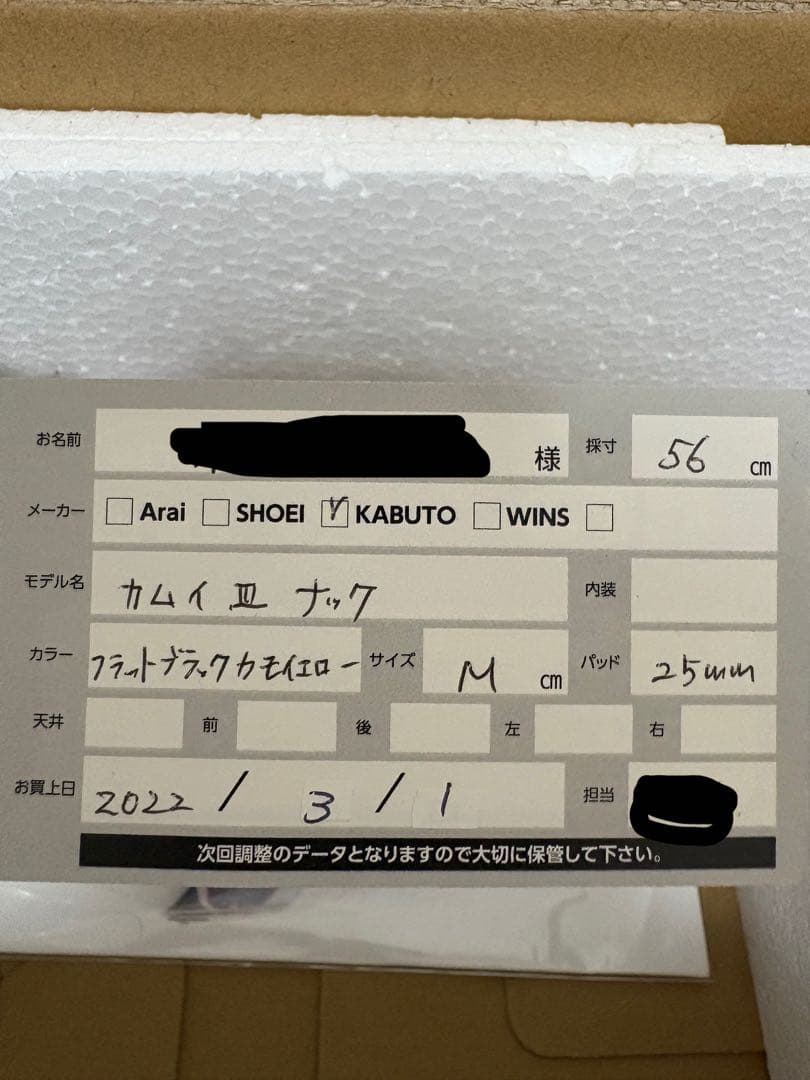 お名前 様 採寸 56 cm
メーカー Arai SHOEI KABUTO WINS
モデル名 カムイⅢ ナック 内装
カラー フラットブラックカモイエロー サイズ M cm パッド 25mm
天井 前 後 左 右
お買上日 2022 / 3 / 1 担当
次回調整のデータとなりますので大切に保管して下さい。